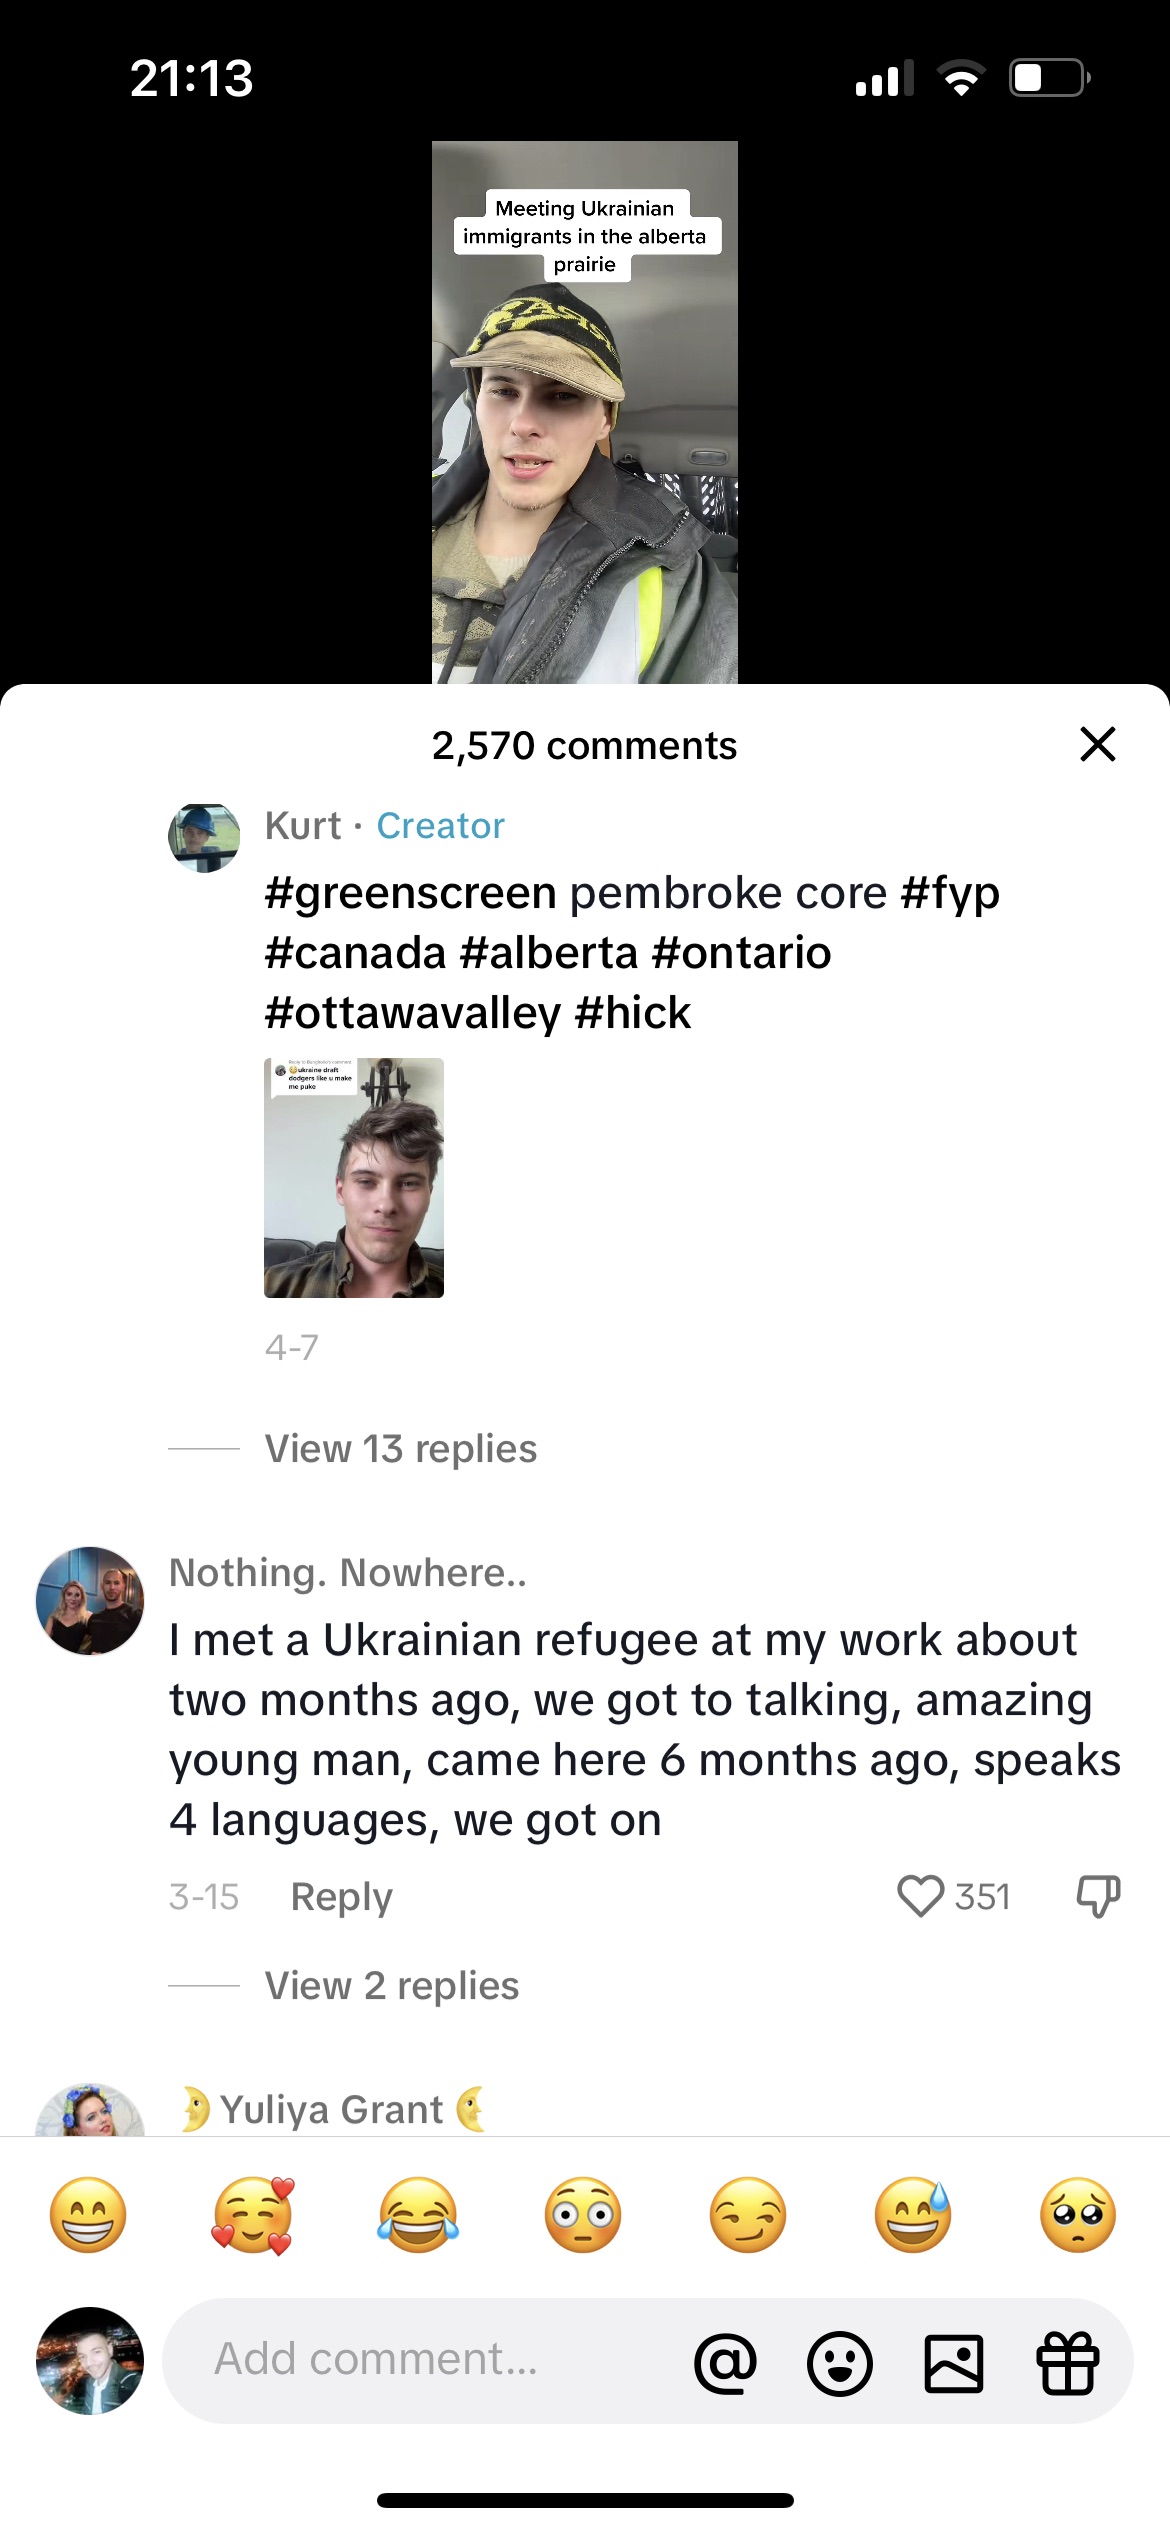 21:13
Meeting Ukrainian
immigrants in the alberta
prairie
2,570 comments
Kurt · Creator
#greenscreen pembroke core #fyp
#canada #alberta #ontario
#ottawavalley #hick
Reply to
comment
😂ukraine draft
dodgers like u make
me puke
4-7
View 13 replies
Nothing. Nowhere..
I met a Ukrainian refugee at my work about
two months ago, we got to talking, amazing
young man, came here 6 months ago, speaks
4 languages, we got on
3-15 Reply 351
View 2 replies
🌛Yuliya Grant🌜
Add comment...